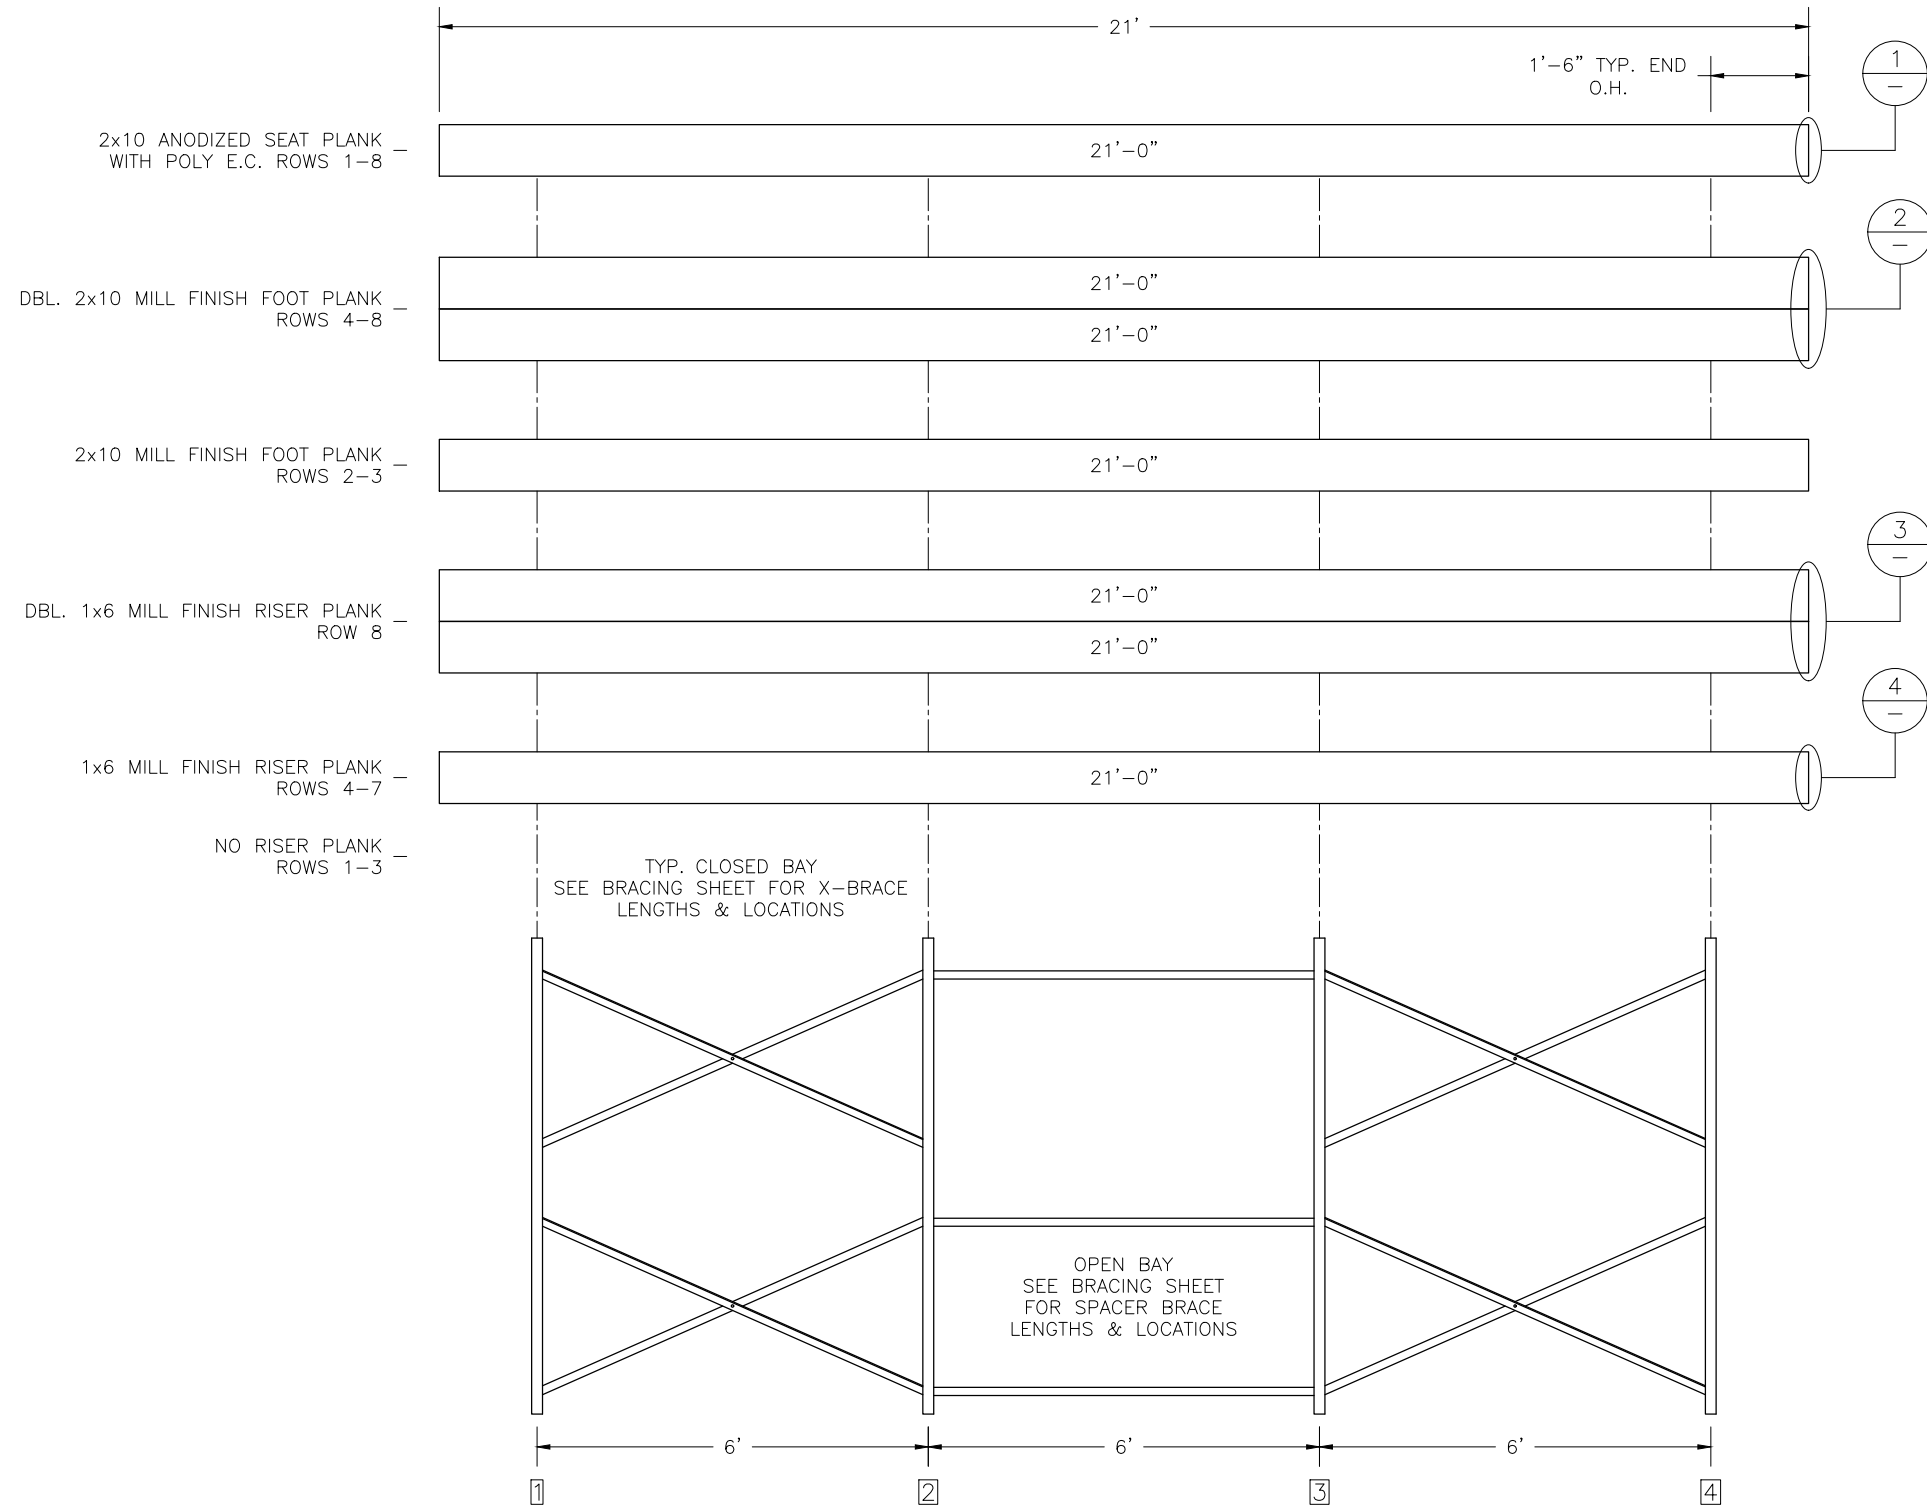 21'
1'-6" TYP. END
O.H.
1
-
2x10 ANODIZED SEAT PLANK
WITH POLY E.C. ROWS 1-8
21'-0"
2
-
DBL. 2x10 MILL FINISH FOOT PLANK
ROWS 4-8
21'-0"
21'-0"
2x10 MILL FINISH FOOT PLANK
ROWS 2-3
21'-0"
3
-
DBL. 1x6 MILL FINISH RISER PLANK
ROW 8
21'-0"
21'-0"
4
-
1x6 MILL FINISH RISER PLANK
ROWS 4-7
21'-0"
NO RISER PLANK
ROWS 1-3
TYP. CLOSED BAY
SEE BRACING SHEET FOR X-BRACE
LENGTHS & LOCATIONS
OPEN BAY
SEE BRACING SHEET
FOR SPACER BRACE
LENGTHS & LOCATIONS
6' 6' 6'
1 2 3 4